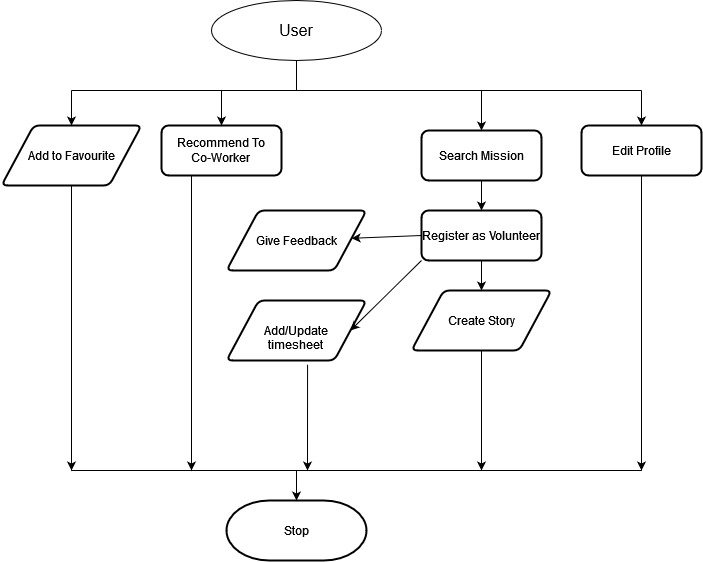 User
Add to Favourite
Recommend To
Co-Worker
Search Mission
Edit Profile
Give Feedback
Register as Volunteer
Add/Update
timesheet
Create Story
Stop